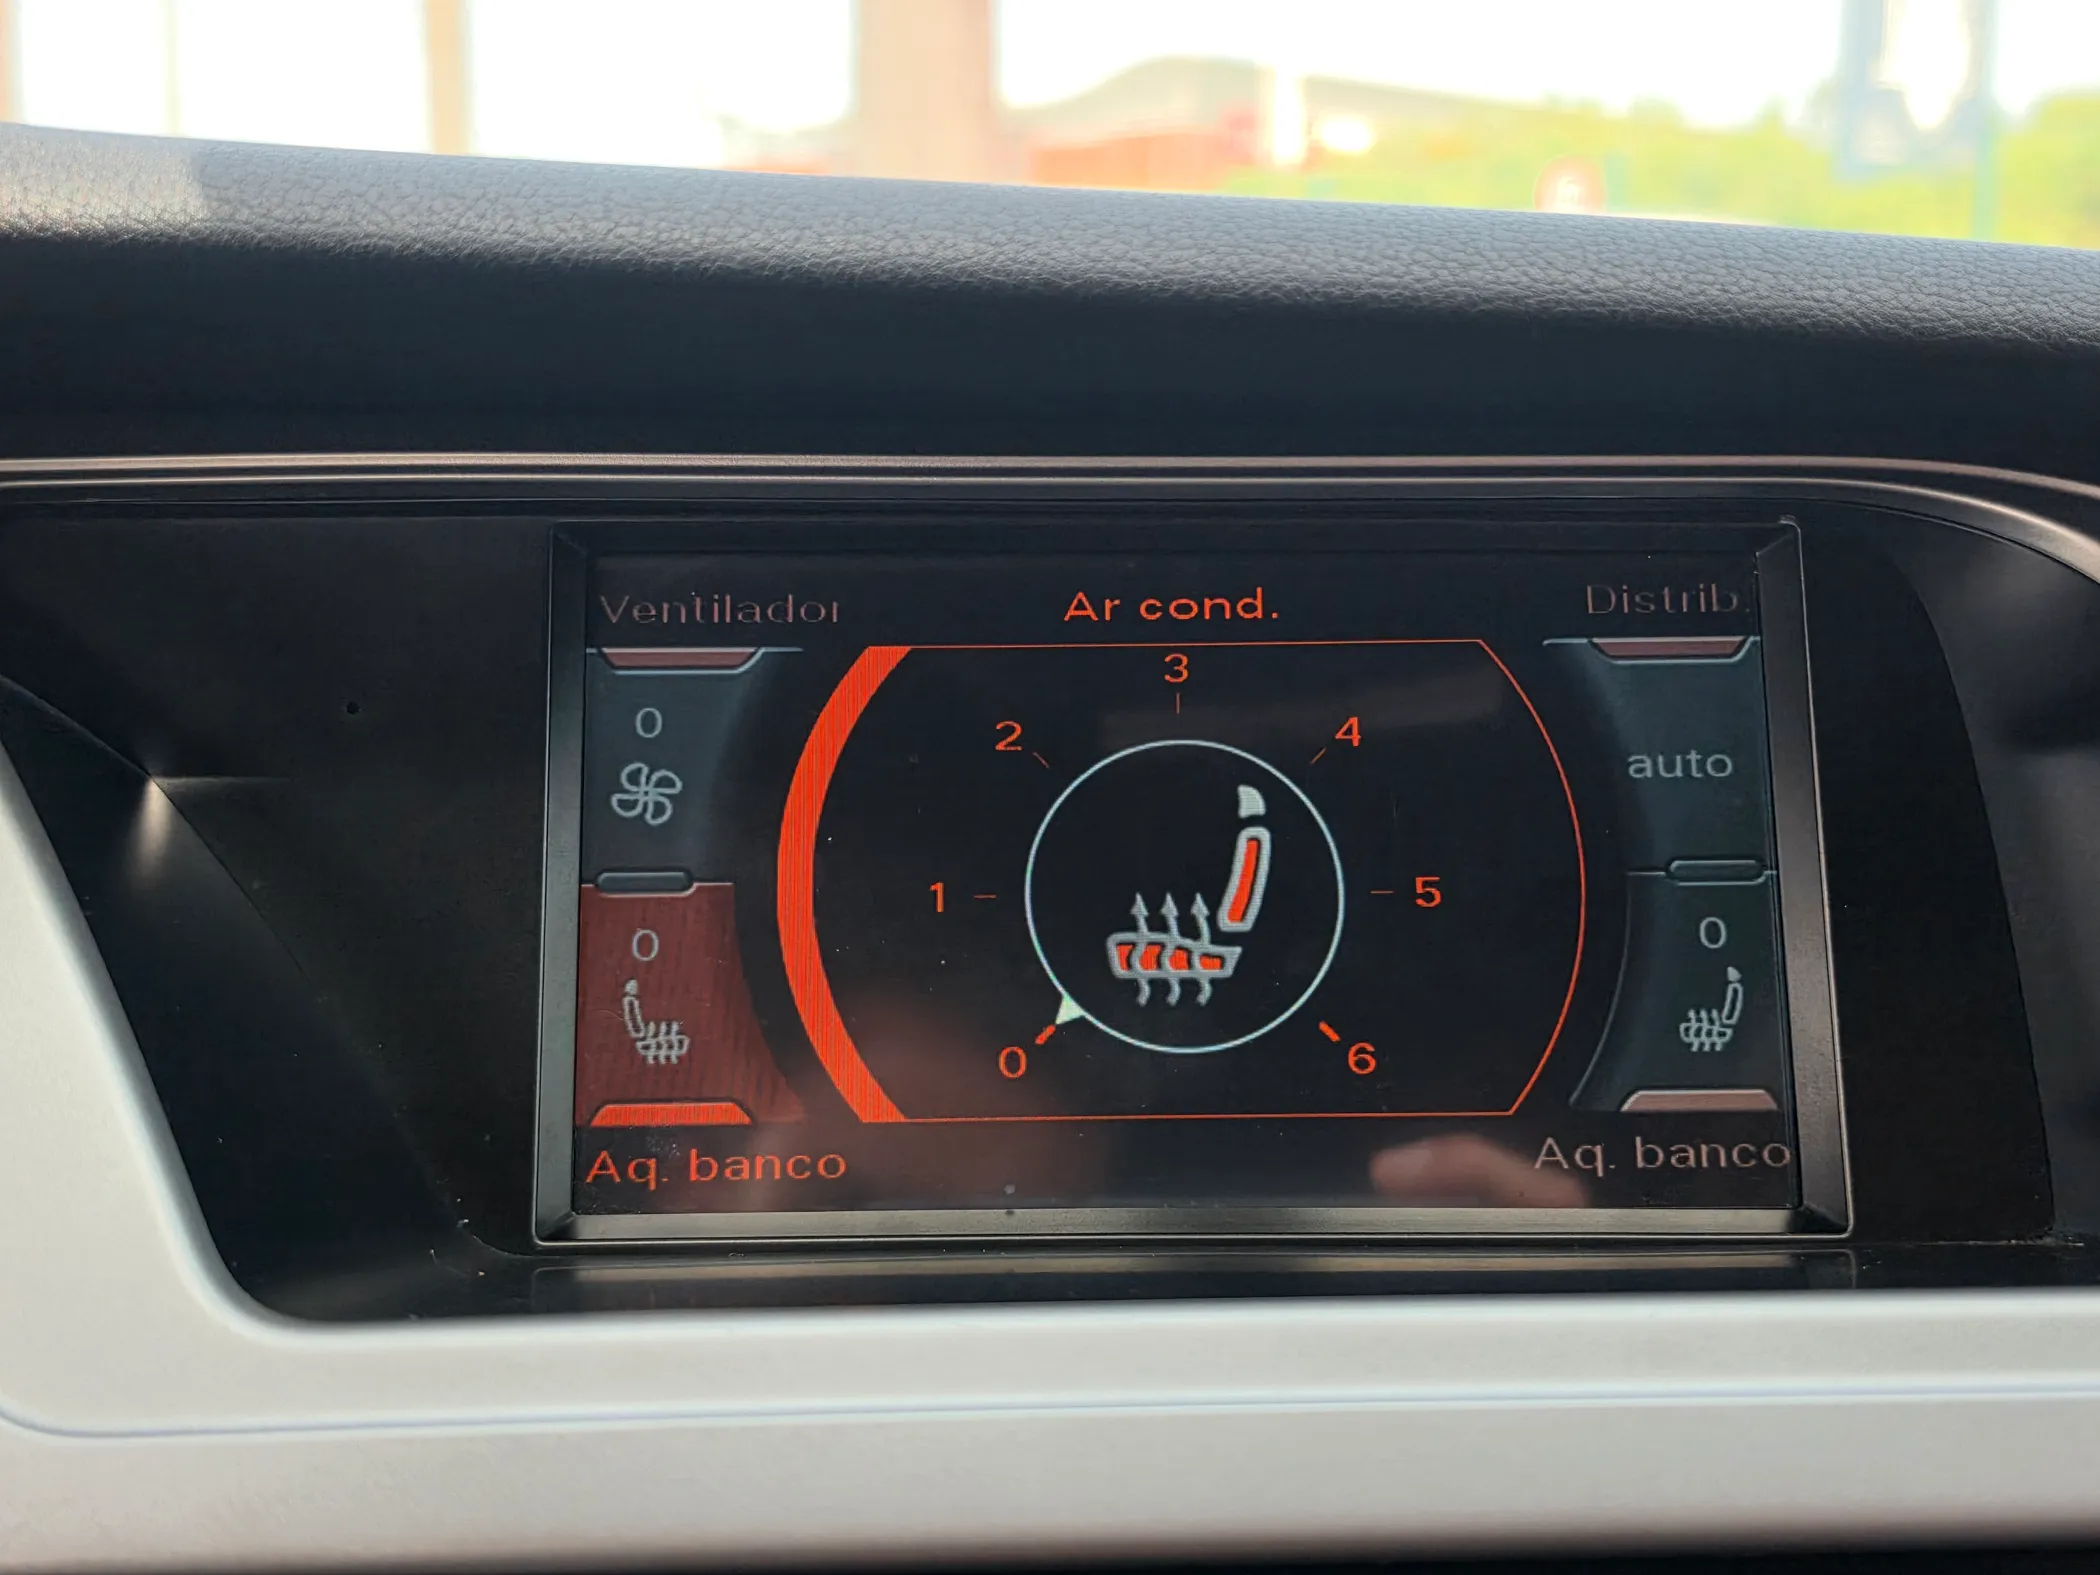 Ventilador
Ar cond.
Distrib.
3
0
2
4
auto
1
5
0
0
0
6
Aq. banco
Aq. banco